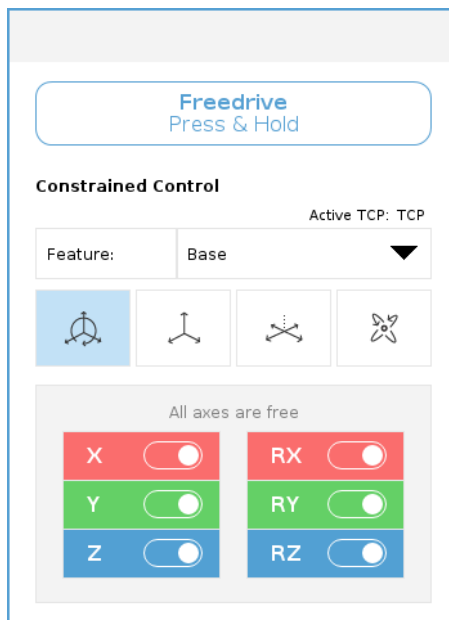 Freedrive
Press & Hold
Constrained Control
Active TCP: TCP
Feature: Base
All axes are free
X RX
Y RY
Z RZ